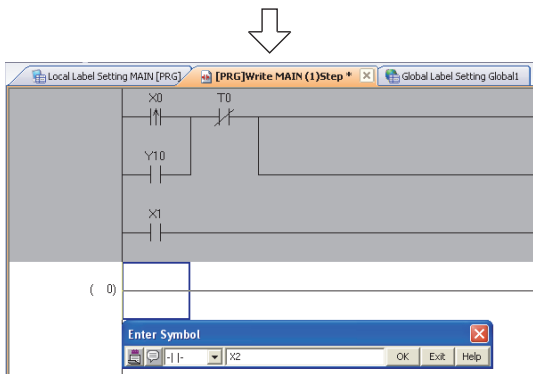 Local Label Setting MAIN [PRG] [PRG]Write MAIN (1)Step * Global Label Setting Global1
X0 T0
Y10
X1
( 0)
Enter Symbol
-| |- X2 OK Exit Help